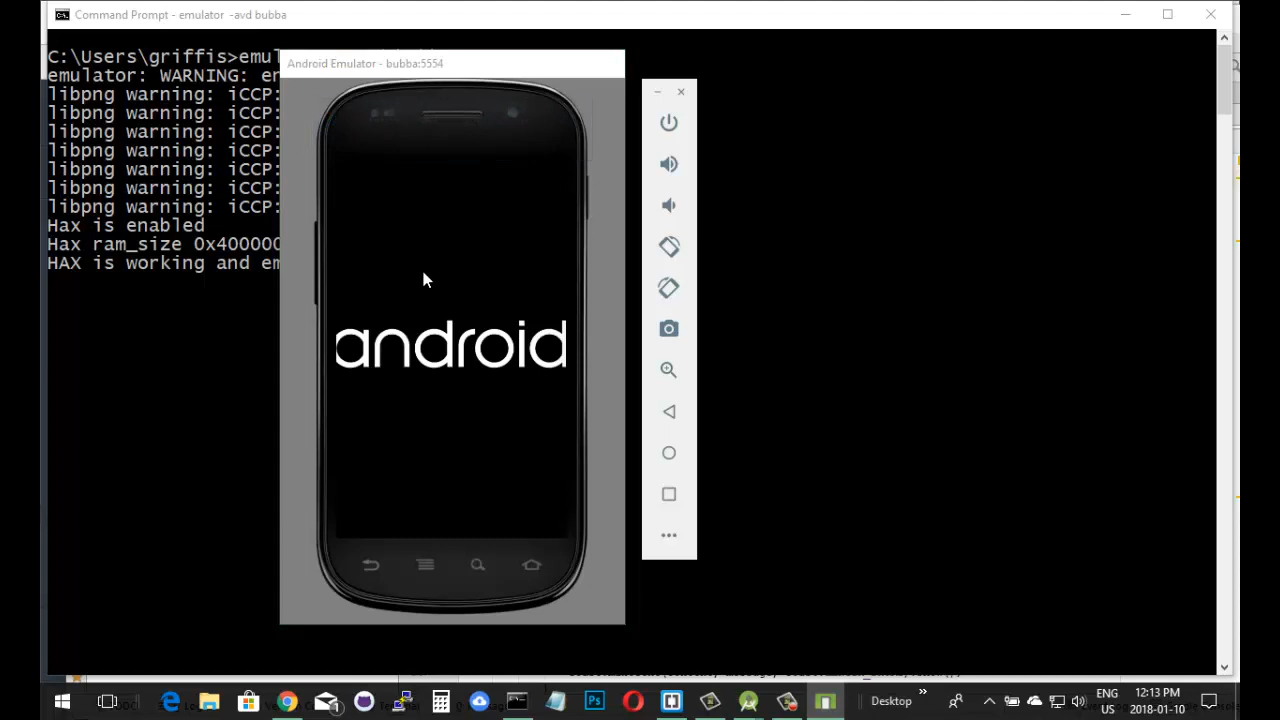 Command Prompt - emulator -avd bubba
C:\Users\griffis>emul
emulator: WARNING: en
libpng warning: iCCP:
libpng warning: iCCP:
libpng warning: iCCP:
libpng warning: iCCP:
libpng warning: iCCP:
libpng warning: iCCP:
libpng warning: iCCP:
Hax is enabled
Hax ram_size 0x400000
HAX is working and em
Android Emulator - bubba:5554
android
Desktop
ENG
US
12:13 PM
2018-01-10